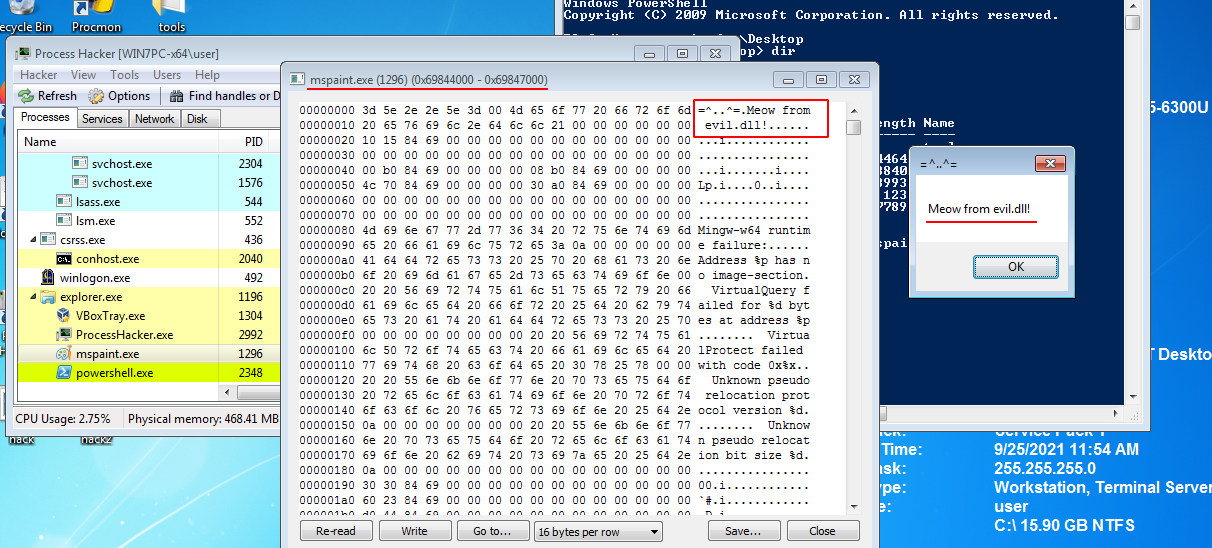 ecycle Bin
Procmon
tools
Windows PowerShell
Copyright (C) 2009 Microsoft Corporation. All rights reserved.
\Desktop
op> dir
5-6300U
ength Name
---- ----
464
840
993
123
789
spai
Process Hacker [WIN7PC-x64\user]
Hacker View Tools Users Help
Refresh Options Find handles or D
Processes Services Network Disk
Name PID
svchost.exe 2304
svchost.exe 1576
lsass.exe 544
lsm.exe 552
csrss.exe 436
conhost.exe 2040
winlogon.exe 492
explorer.exe 1196
VBoxTray.exe 1304
ProcessHacker.exe 2992
mspaint.exe 1296
powershell.exe 2348
CPU Usage: 2.75% Physical memory: 468.41 MB
hack
hack2
mspaint.exe (1296) (0x69844000 - 0x69847000)
00000000 3d 5e 2e 2e 5e 3d 00 4d 65 6f 77 20 66 72 6f 6d =^..^=.Meow from
00000010 20 65 76 69 6c 2e 64 6c 6c 21 00 00 00 00 00 00  evil.dll!......
00000020 10 15 84 69 00 00 00 00 00 00 00 00 00 00 00 00 ...i............
00000030 00 00 00 00 00 00 00 00 00 00 00 00 00 00 00 00 ................
00000040 00 b0 84 69 00 00 00 00 08 b0 84 69 00 00 00 00 ...i.......i....
00000050 4c 70 84 69 00 00 00 00 30 a0 84 69 00 00 00 00 Lp.i....0..i....
00000060 00 00 00 00 00 00 00 00 00 00 00 00 00 00 00 00 ................
00000070 00 00 00 00 00 00 00 00 00 00 00 00 00 00 00 00 ................
00000080 4d 69 6e 67 77 2d 77 36 34 20 72 75 6e 74 69 6d Mingw-w64 runtim
00000090 65 20 66 61 69 6c 75 72 65 3a 0a 00 00 00 00 00 e failure:......
000000a0 41 64 64 72 65 73 73 20 25 70 20 68 61 73 20 6e Address %p has n
000000b0 6f 20 69 6d 61 67 65 2d 73 65 63 74 69 6f 6e 00 o image-section.
000000c0 20 20 56 69 72 74 75 61 6c 51 75 65 72 79 20 66   VirtualQuery f
000000d0 61 69 6c 65 64 20 66 6f 72 20 25 64 20 62 79 74 ailed for %d byt
000000e0 65 73 20 61 74 20 61 64 64 72 65 73 73 20 25 70 es at address %p
000000f0 00 00 00 00 00 00 00 00 20 20 56 69 72 74 75 61 ........  Virtua
00000100 6c 50 72 6f 74 65 63 74 20 66 61 69 6c 65 64 20 lProtect failed
00000110 77 69 74 68 20 63 6f 64 65 20 30 78 25 78 00 00 with code 0x%x..
00000120 20 20 55 6e 6b 6e 6f 77 6e 20 70 73 65 75 64 6f   Unknown pseudo
00000130 20 72 65 6c 6f 63 61 74 69 6f 6e 20 70 72 6f 74  relocation prot
00000140 6f 63 6f 6c 20 76 65 72 73 69 6f 6e 20 25 64 2e ocol version %d.
00000150 0a 00 00 00 00 00 00 00 20 20 55 6e 6b 6e 6f 77 ........  Unknow
00000160 6e 20 70 73 65 75 64 6f 20 72 65 6c 6f 63 61 74 n pseudo relocat
00000170 69 6f 6e 20 62 69 74 20 73 69 7a 65 20 25 64 2e ion bit size %d.
00000180 0a 00 00 00 00 00 00 00 00 00 00 00 00 00 00 00 ................
00000190 30 30 84 69 00 00 00 00 00 00 00 00 00 00 00 00 00.i............
000001a0 60 23 84 69 00 00 00 00 00 00 00 00 00 00 00 00 `#.i............
Re-read Write Go to... 16 bytes per row Save... Close
=^..^=
Meow from evil.dll!
OK
T Deskto
Service Pack 1
Time: 9/25/2021 11:54 AM
ask: 255.255.255.0
ype: Workstation, Terminal Server
e: user
C:\ 15.90 GB NTFS